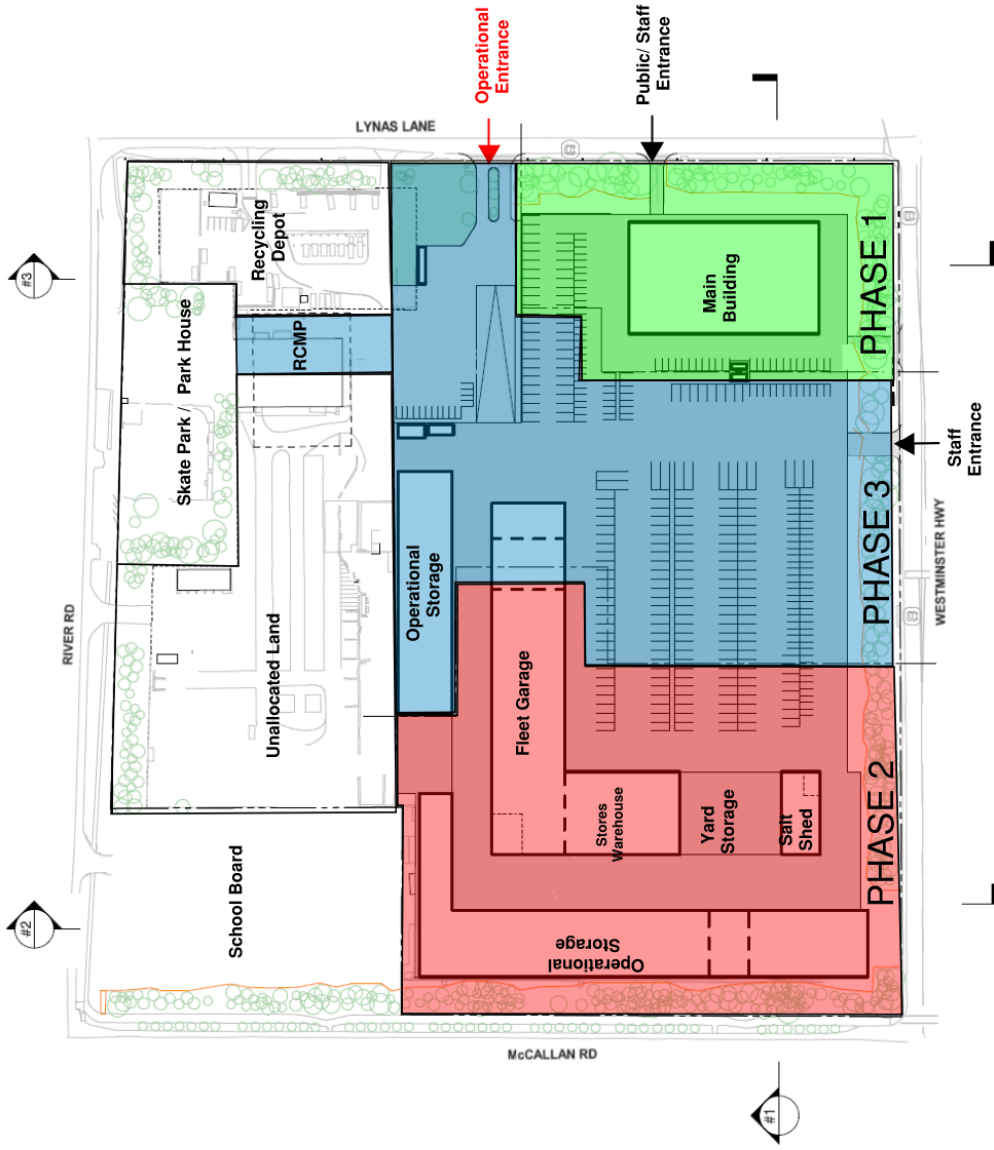 LYNAS LANE
Operational
Entrance
Public/ Staff
Entrance
#3
Recycling
Depot
Skate Park / Park House
RCMP
Main
Building
PHASE 1
RIVER RD
Unallocated Land
Operational
Storage
PHASE 3
Staff
Entrance
WESTMINSTER HWY
Fleet Garage
Stores
Warehouse
Yard
Storage
Salt
Shed
PHASE 2
#2
School Board
Operational
Storage
McCALLAN RD
#1